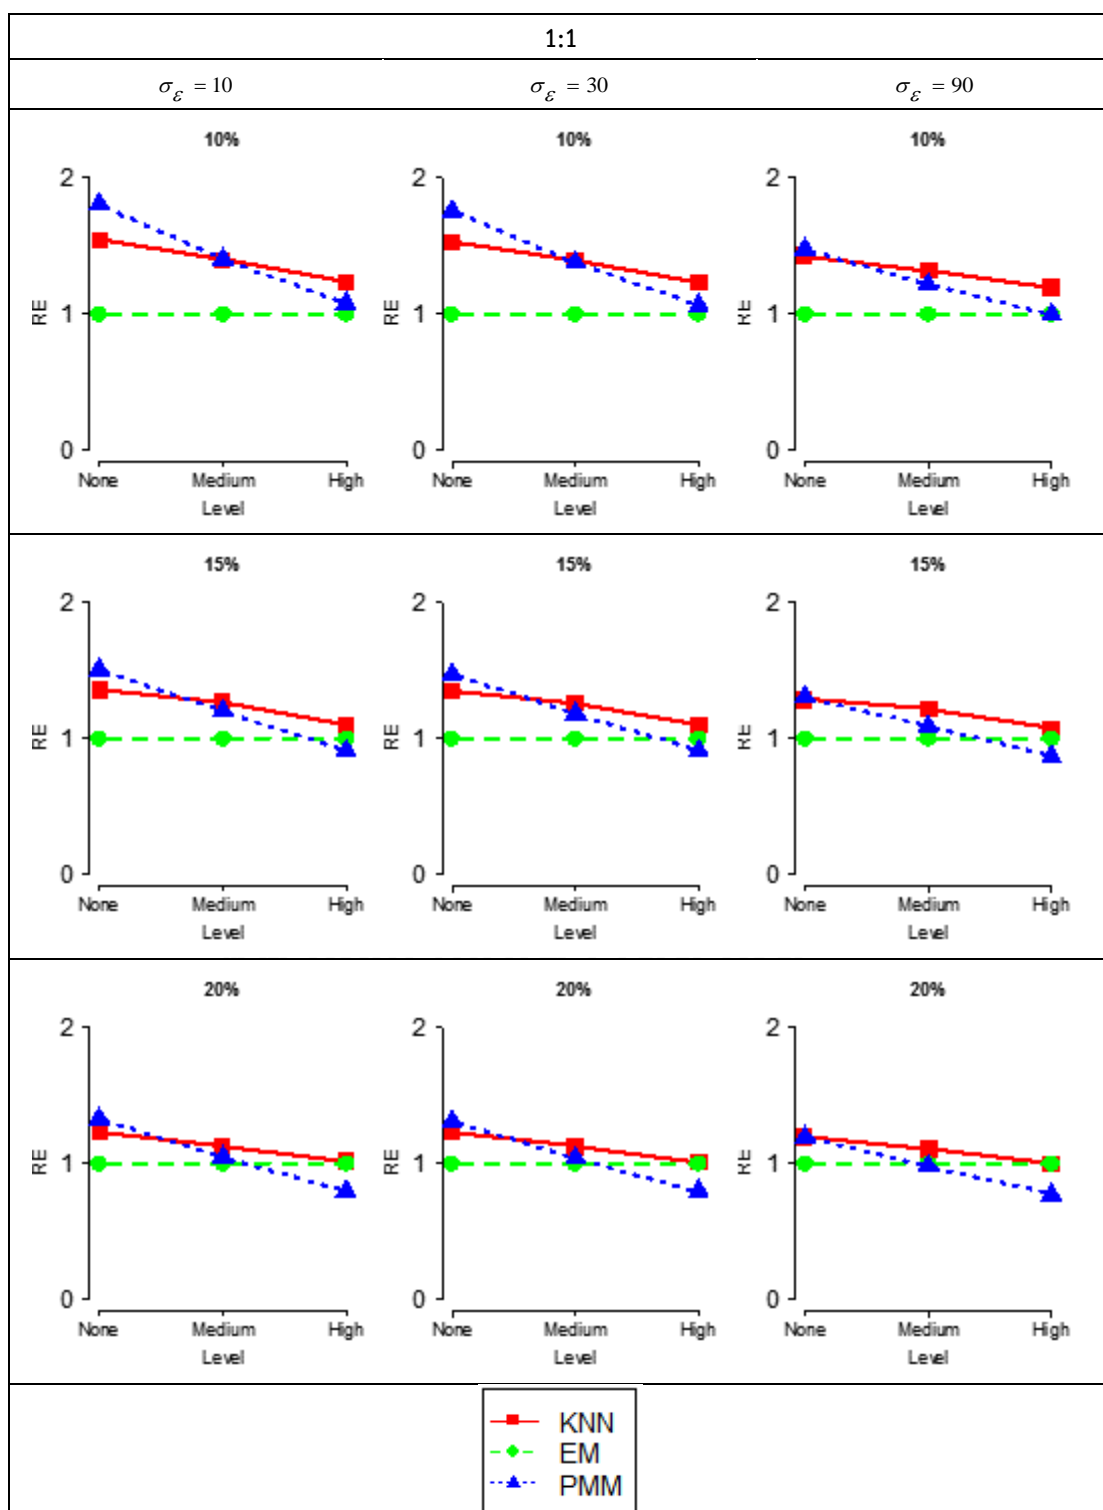 1:1
σε = 10 σε = 30 σε = 90
10% 10% 10%
2 2 2
1 1 1
RE RE RE
0 0 0
None Medium High None Medium High None Medium High
Level Level Level
15% 15% 15%
2 2 2
1 1 1
RE RE RE
0 0 0
None Medium High None Medium High None Medium High
Level Level Level
20% 20% 20%
2 2 2
1 1 1
RE RE RE
0 0 0
None Medium High None Medium High None Medium High
Level Level Level
KNN
EM
PMM